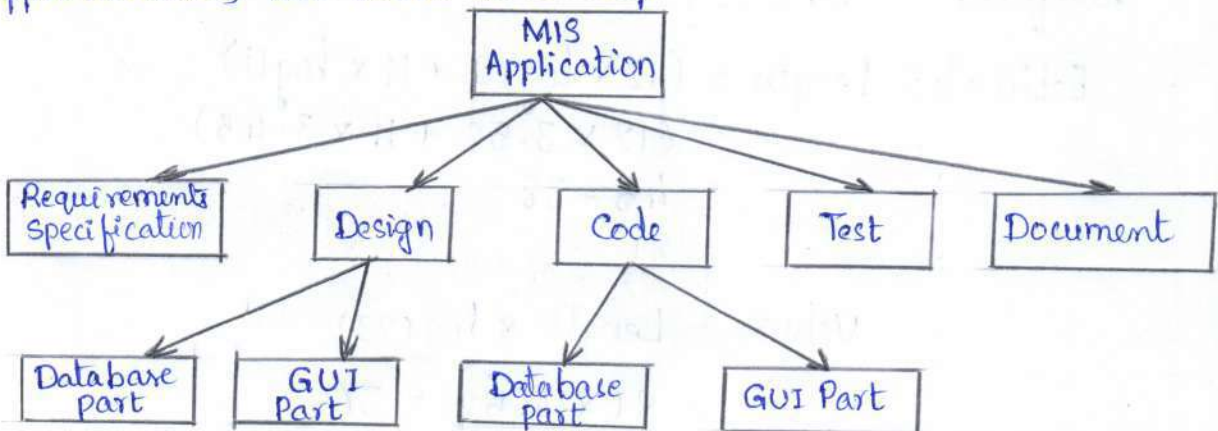 MIS
Application
Requirements
specification
Design
Code
Test
Document
Database
part
GUI
Part
Database
part
GUI Part